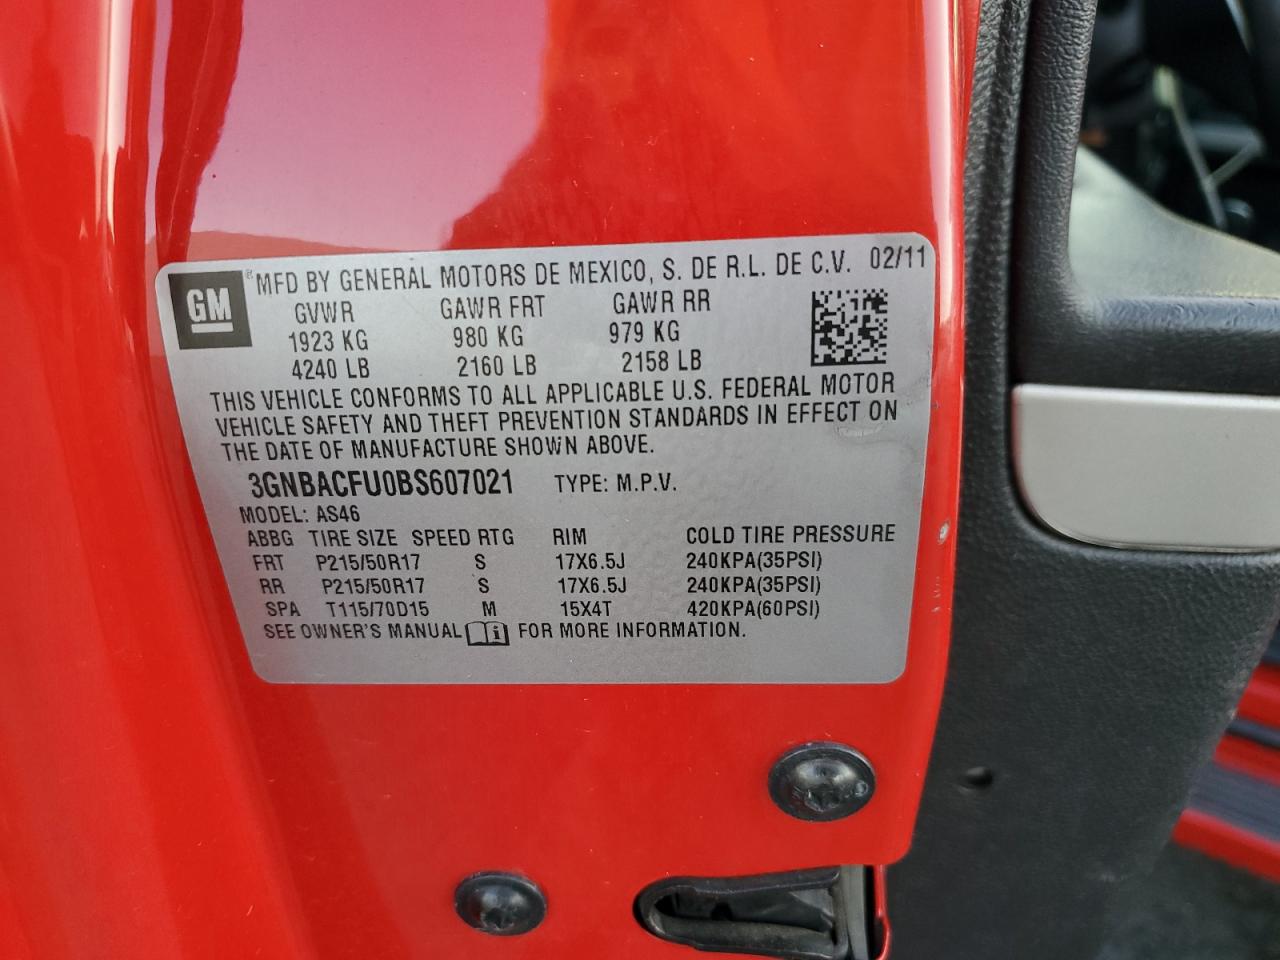 GM ® MFD BY GENERAL MOTORS DE MEXICO, S. DE R.L. DE C.V. 02/11
GVWR GAWR FRT GAWR RR
1923 KG 980 KG 979 KG
4240 LB 2160 LB 2158 LB
THIS VEHICLE CONFORMS TO ALL APPLICABLE U.S. FEDERAL MOTOR
VEHICLE SAFETY AND THEFT PREVENTION STANDARDS IN EFFECT ON
THE DATE OF MANUFACTURE SHOWN ABOVE.
3GNBACFU0BS607021 TYPE: M.P.V.
MODEL: AS46
ABBG TIRE SIZE SPEED RTG RIM COLD TIRE PRESSURE
FRT P215/50R17 S 17X6.5J 240KPA(35PSI)
RR P215/50R17 S 17X6.5J 240KPA(35PSI)
SPA T115/70D15 M 15X4T 420KPA(60PSI)
SEE OWNER'S MANUAL i FOR MORE INFORMATION.